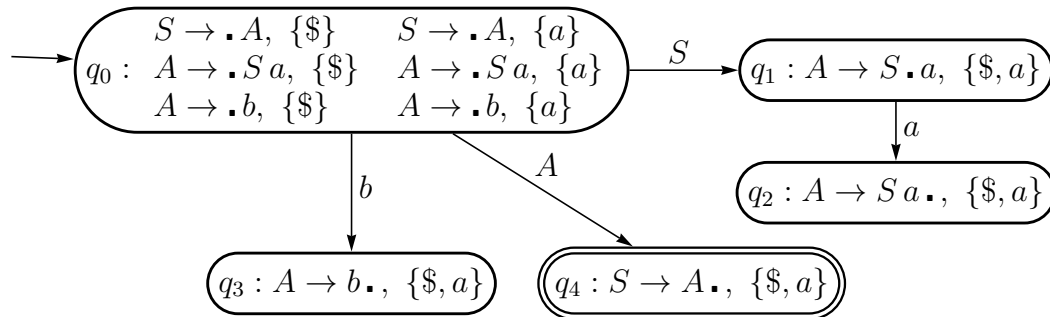 S → . A, {$} S → . A, {a}
q₀ : A → . S a, {$} A → . S a, {a}
A → . b, {$} A → . b, {a}
S
q₁ : A → S . a, {$, a}
a
q₂ : A → S a ., {$, a}
b
A
q₃ : A → b ., {$, a}
q₄ : S → A ., {$, a}